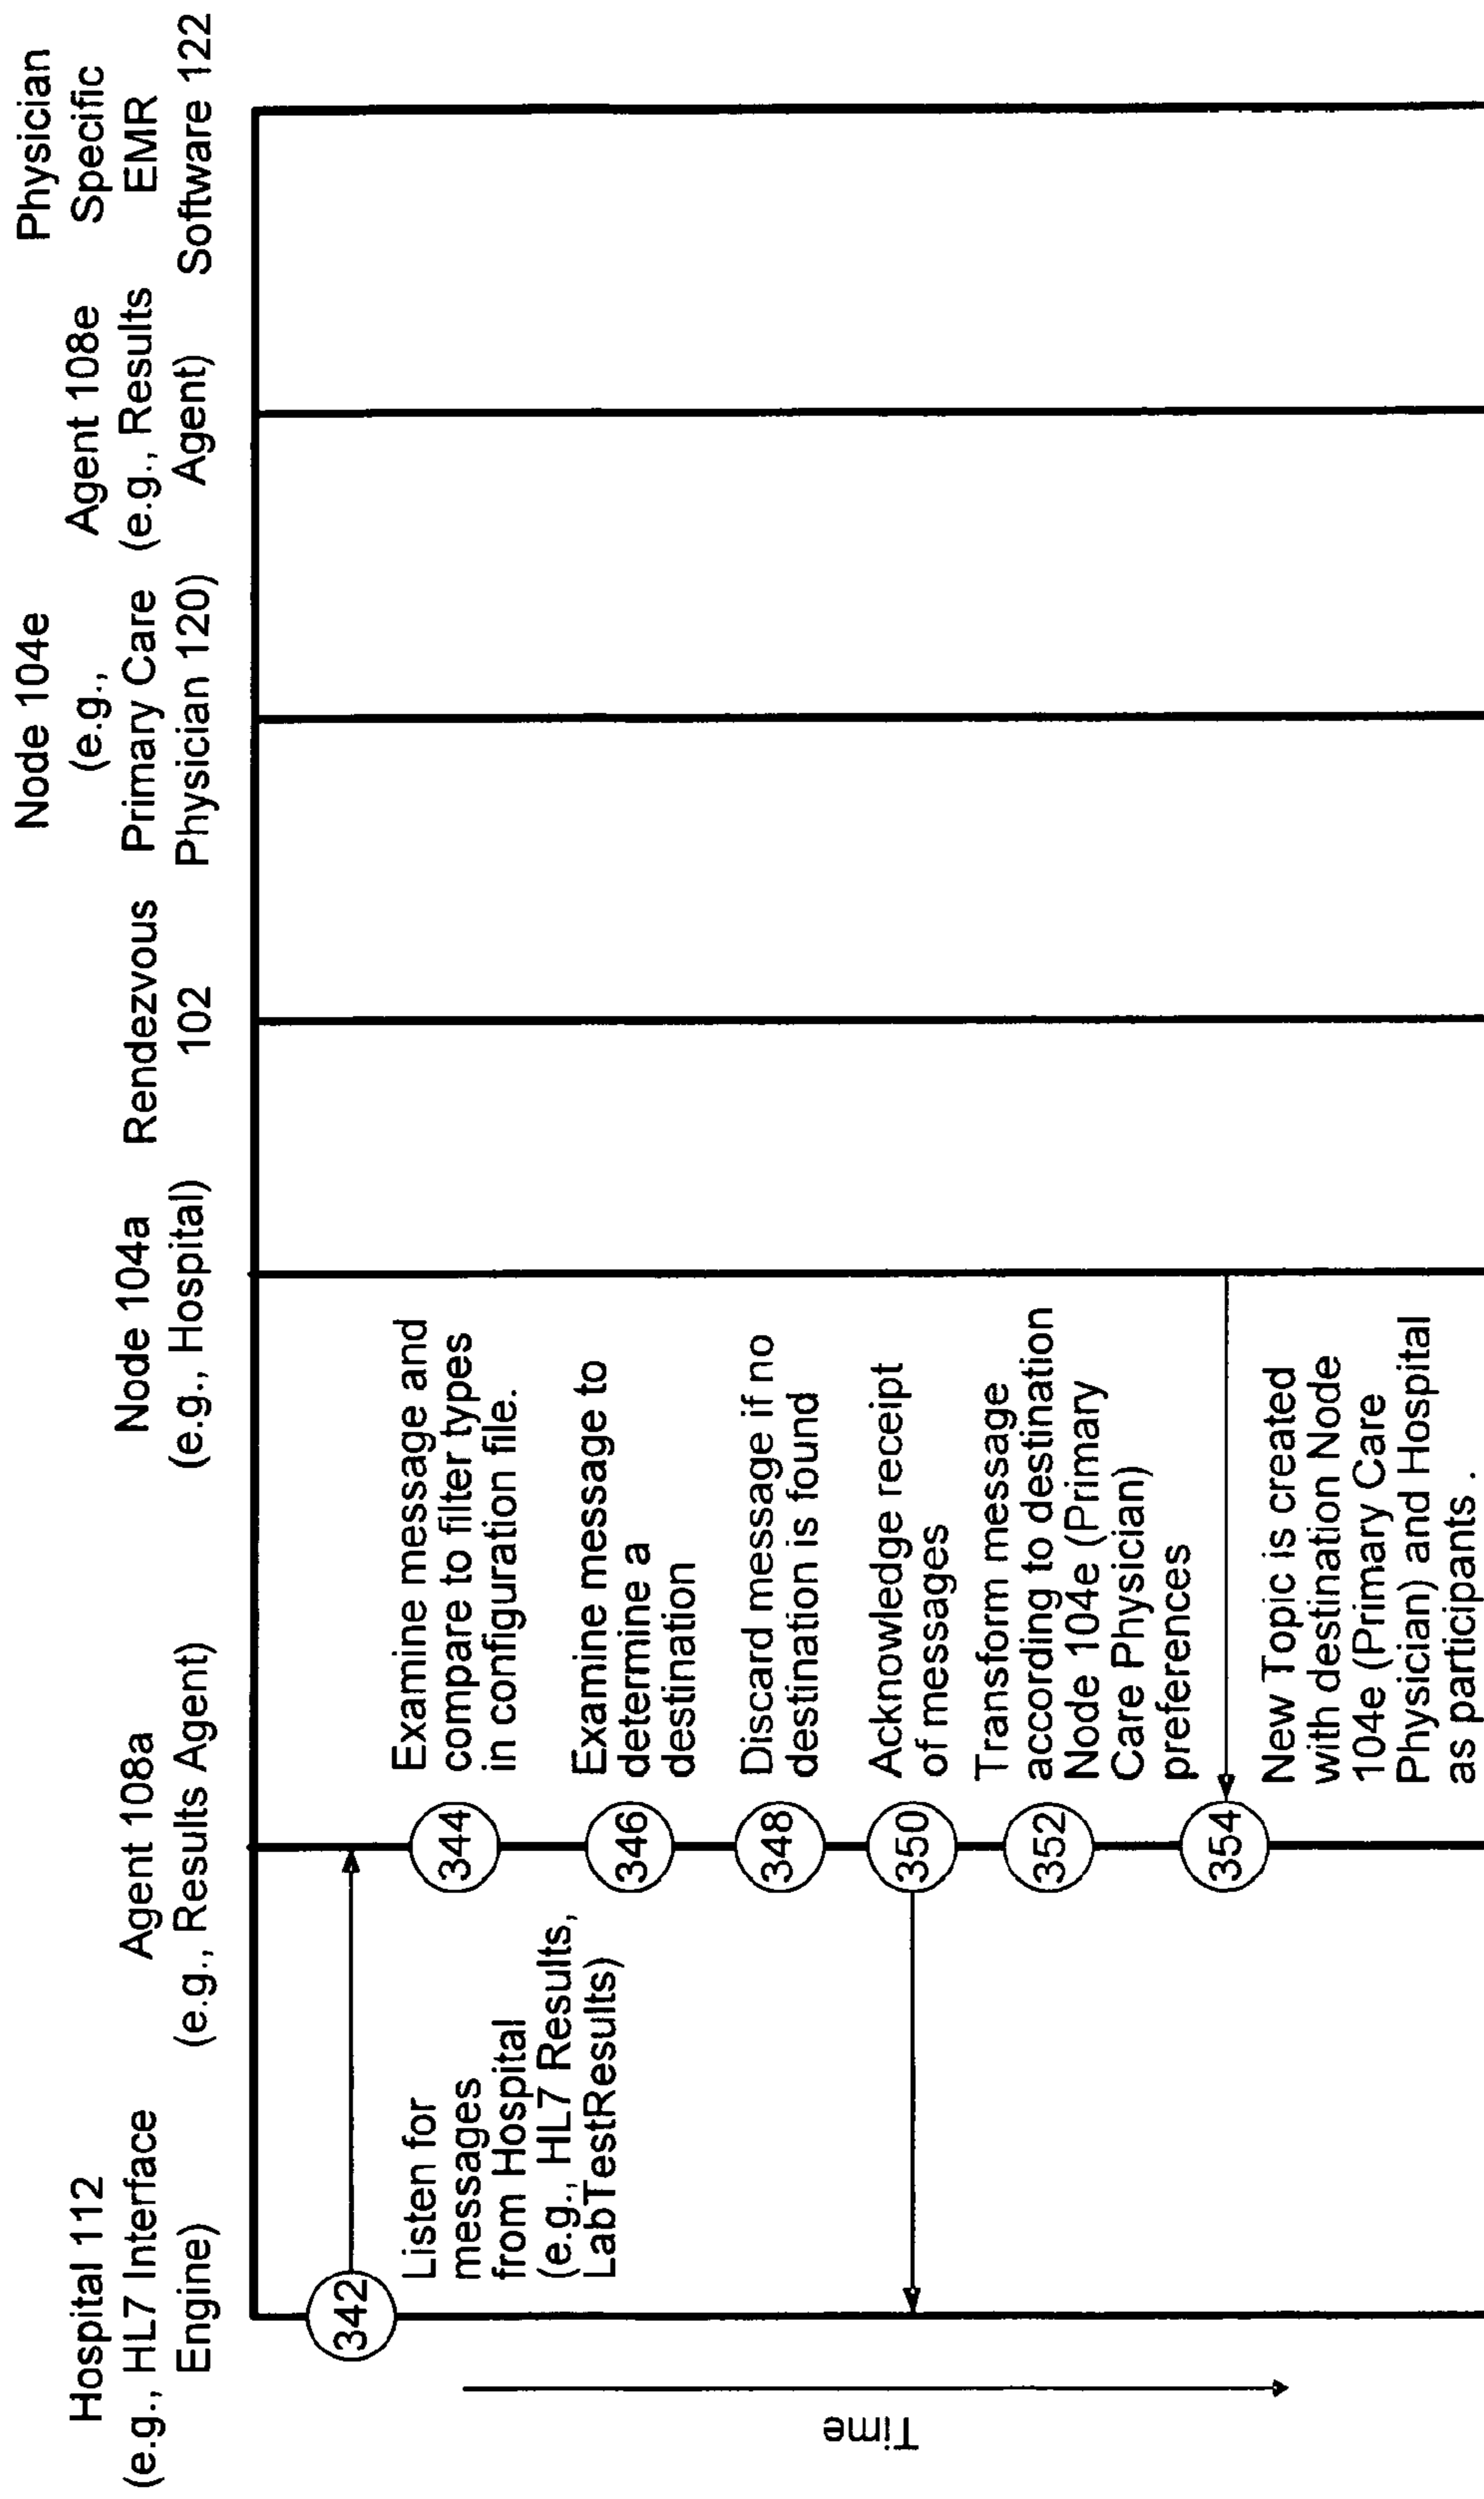 Hospital 112
(e.g., HL7 Interface
Engine)
Agent 108a
(e.g., Results Agent)
Node 104a
(e.g., Hospital)
Rendezvous
102
Node 104e
(e.g.,
Primary Care
Physician 120)
Agent 108e
(e.g., Results
Agent)
Physician
Specific
EMR
Software 122
Time
342
Listen for
messages
from Hospital
(e.g., HL7 Results,
LabTestResults)
344
Examine message and
compare to filter types
in configuration file.
346
Examine message to
determine a
destination
348
Discard message if no
destination is found
350
Acknowledge receipt
of messages
352
Transform message
according to destination
Node 104e (Primary
Care Physician)
preferences
354
New Topic is created
with destination Node
104e (Primary Care
Physician) and Hospital
as participants .